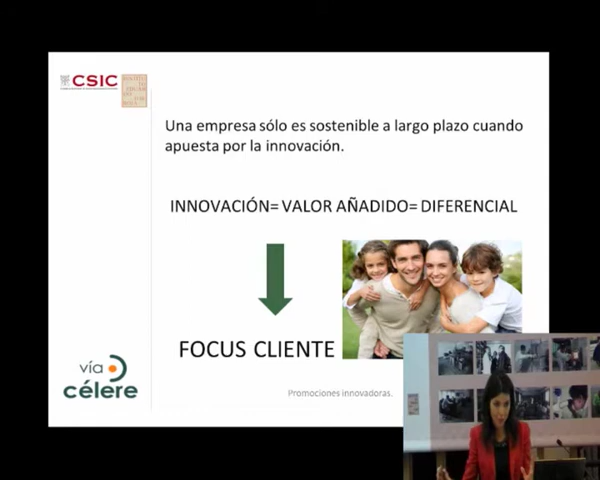 CSIC
Una empresa sólo es sostenible a largo plazo cuando
apuesta por la innovación.
INNOVACIÓN= VALOR AÑADIDO= DIFERENCIAL
FOCUS CLIENTE
vía
célere
Promociones innovadoras.